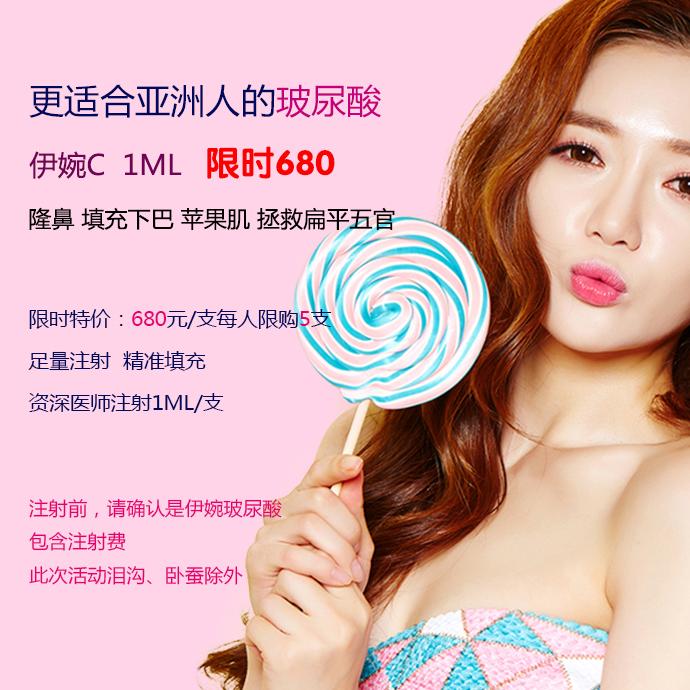 更适合亚洲人的玻尿酸
伊婉C 1ML 限时680
隆鼻 填充下巴 苹果肌 拯救扁平五官
限时特价：680元/支每人限购5支
足量注射 精准填充
资深医师注射1ML/支
注射前，请确认是伊婉玻尿酸
包含注射费
此次活动泪沟、卧蚕除外